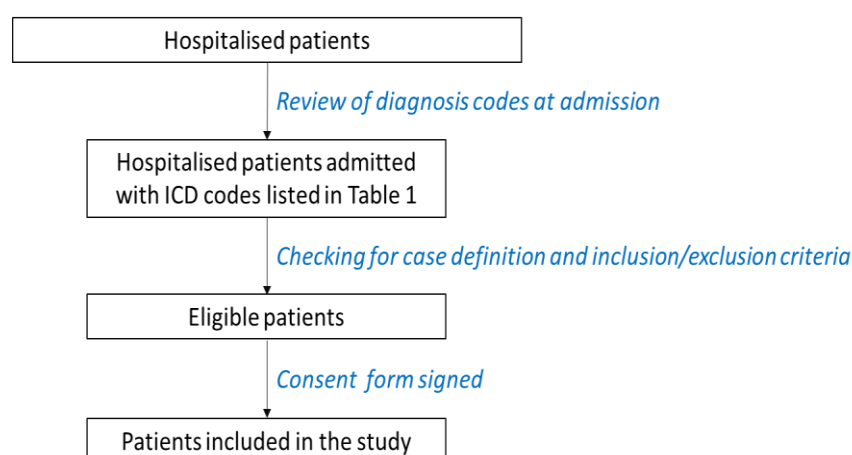 Hospitalised patients
Review of diagnosis codes at admission
Hospitalised patients admitted
with ICD codes listed in Table 1
Checking for case definition and inclusion/exclusion criteria
Eligible patients
Consent form signed
Patients included in the study